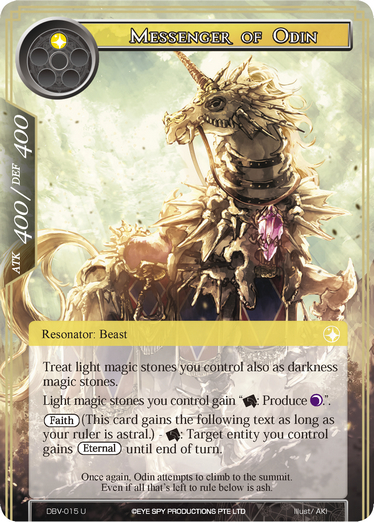 Messenger of Odin
ATK 400/DEF 400
Resonator: Beast
Treat light magic stones you control also as darkness
magic stones.
Light magic stones you control gain “: Produce .”.
Faith (This card gains the following text as long as
your ruler is astral.) - : Target entity you control
gains Eternal until end of turn.
Once again, Odin attempts to climb to the summit.
Even if all that's left to rule below is ash.
DBV-015 U
©EYE SPY PRODUCTIONS PTE LTD
Illust/ AKI